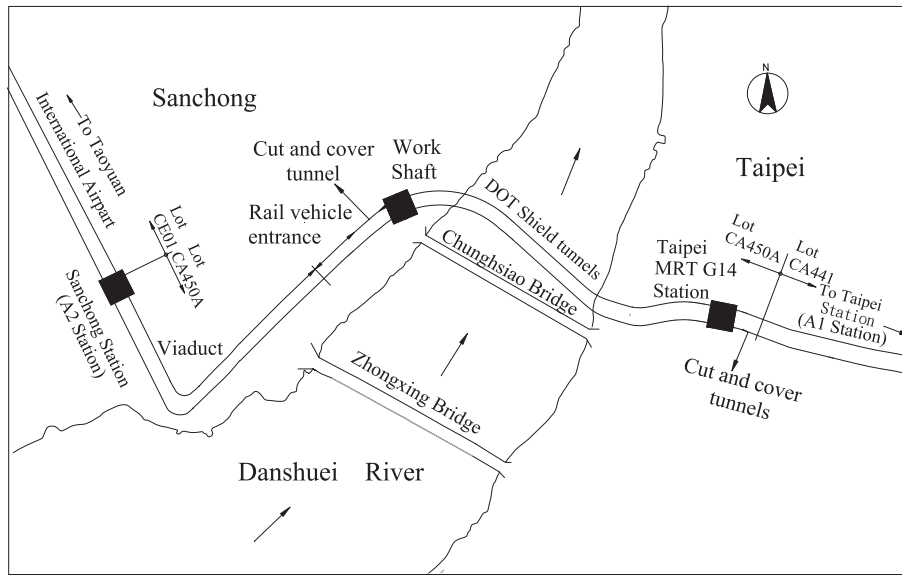 N
Sanchong
Taipei
To Taoyuan
International Airpart
Cut and cover
tunnel
Work
Shaft
Rail vehicle
entrance
Lot
CE01
Lot
CA450A
DOT Shield tunnels
Chunghsiao Bridge
Taipei
MRT G14
Station
Lot
CA450A
Lot
CA441
To Taipei
Station
(A1 Station)
Sanchong Station
(A2 Station)
Viaduct
Zhongxing Bridge
Cut and cover
tunnels
Danshuei River